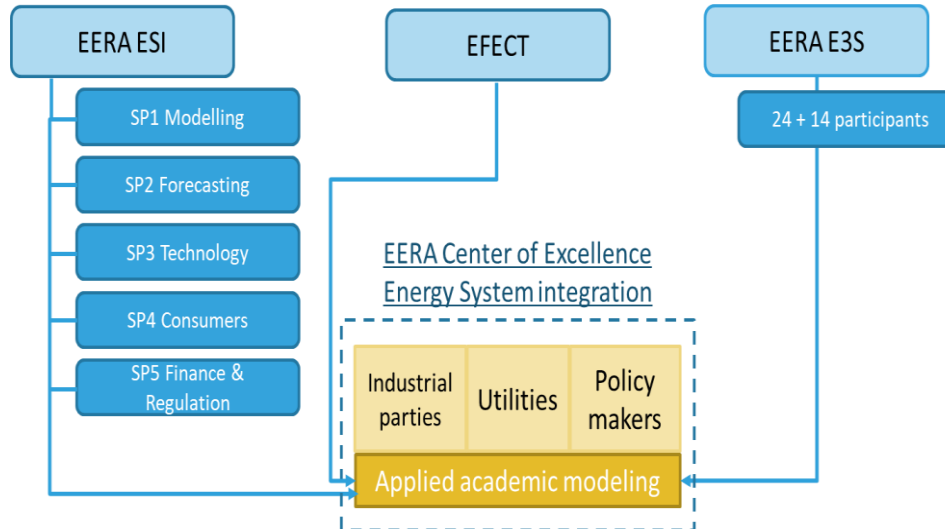 EERA ESI
EFECT
EERA E3S
SP1 Modelling
24 + 14 participants
SP2 Forecasting
SP3 Technology
SP4 Consumers
SP5 Finance &
Regulation
EERA Center of Excellence
Energy System integration
Industrial
parties
Utilities
Policy
makers
Applied academic modeling